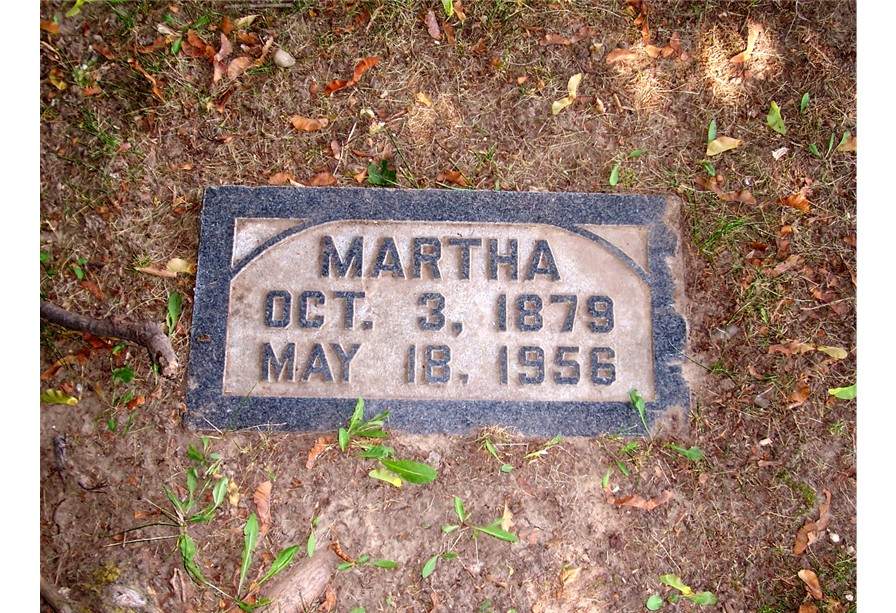 MARTHA
OCT. 3, 1879
MAY 18, 1956